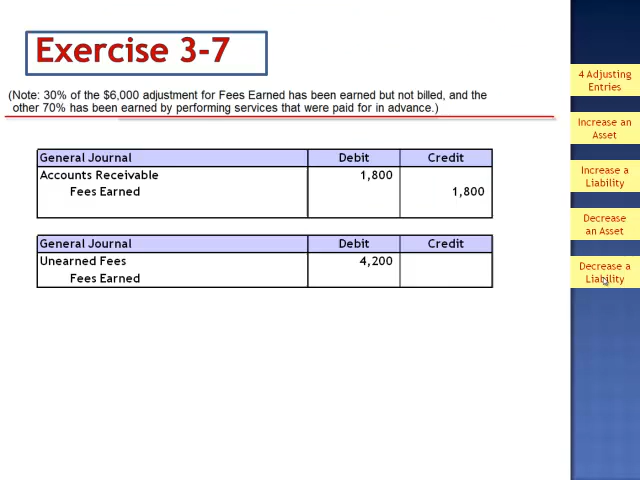 Exercise 3-7
(Note: 30% of the $6,000 adjustment for Fees Earned has been earned but not billed, and the
other 70% has been earned by performing services that were paid for in advance.)
General Journal Debit Credit
Accounts Receivable 1,800
Fees Earned 1,800
General Journal Debit Credit
Unearned Fees 4,200
Fees Earned
4 Adjusting
Entries
Increase an
Asset
Increase a
Liability
Decrease
an Asset
Decrease a
Liability